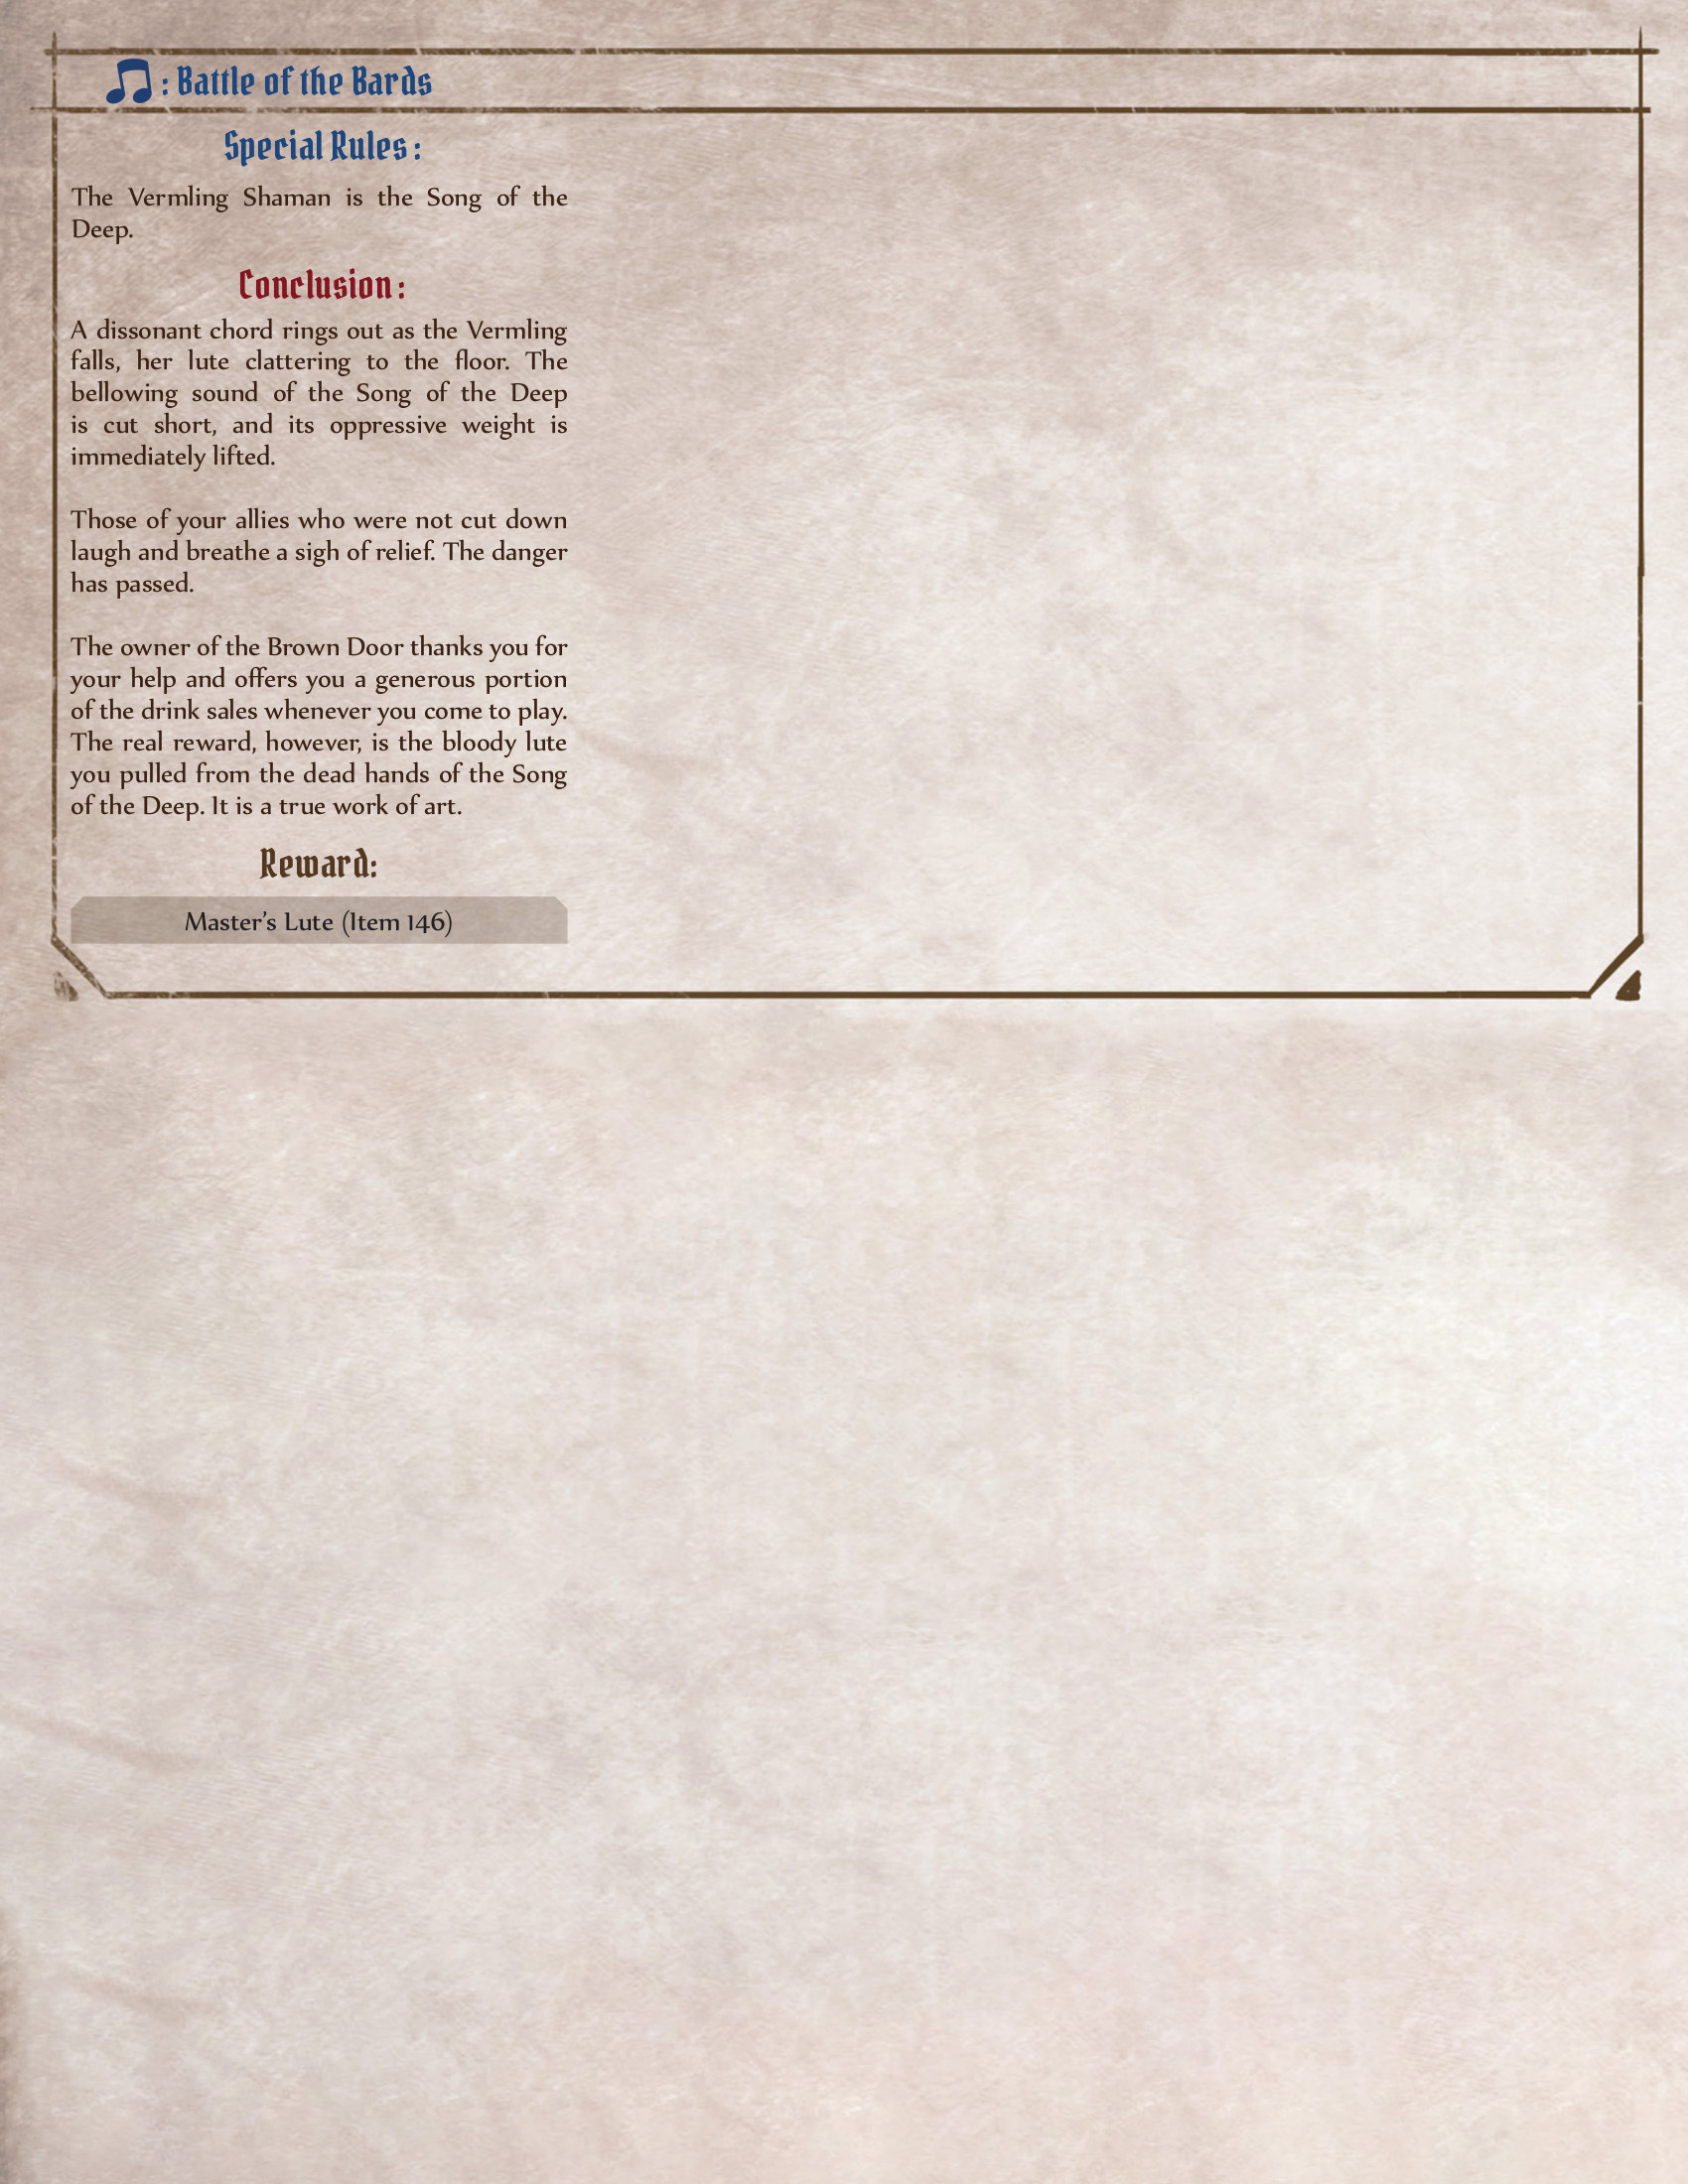 : Battle of the Bards
Special Rules:
The Vermling Shaman is the Song of the
Deep.
Conclusion:
A dissonant chord rings out as the Vermling
falls, her lute clattering to the floor. The
bellowing sound of the Song of the Deep
is cut short, and its oppressive weight is
immediately lifted.
Those of your allies who were not cut down
laugh and breathe a sigh of relief. The danger
has passed.
The owner of the Brown Door thanks you for
your help and offers you a generous portion
of the drink sales whenever you come to play.
The real reward, however, is the bloody lute
you pulled from the dead hands of the Song
of the Deep. It is a true work of art.
Reward:
Master’s Lute (Item 146)